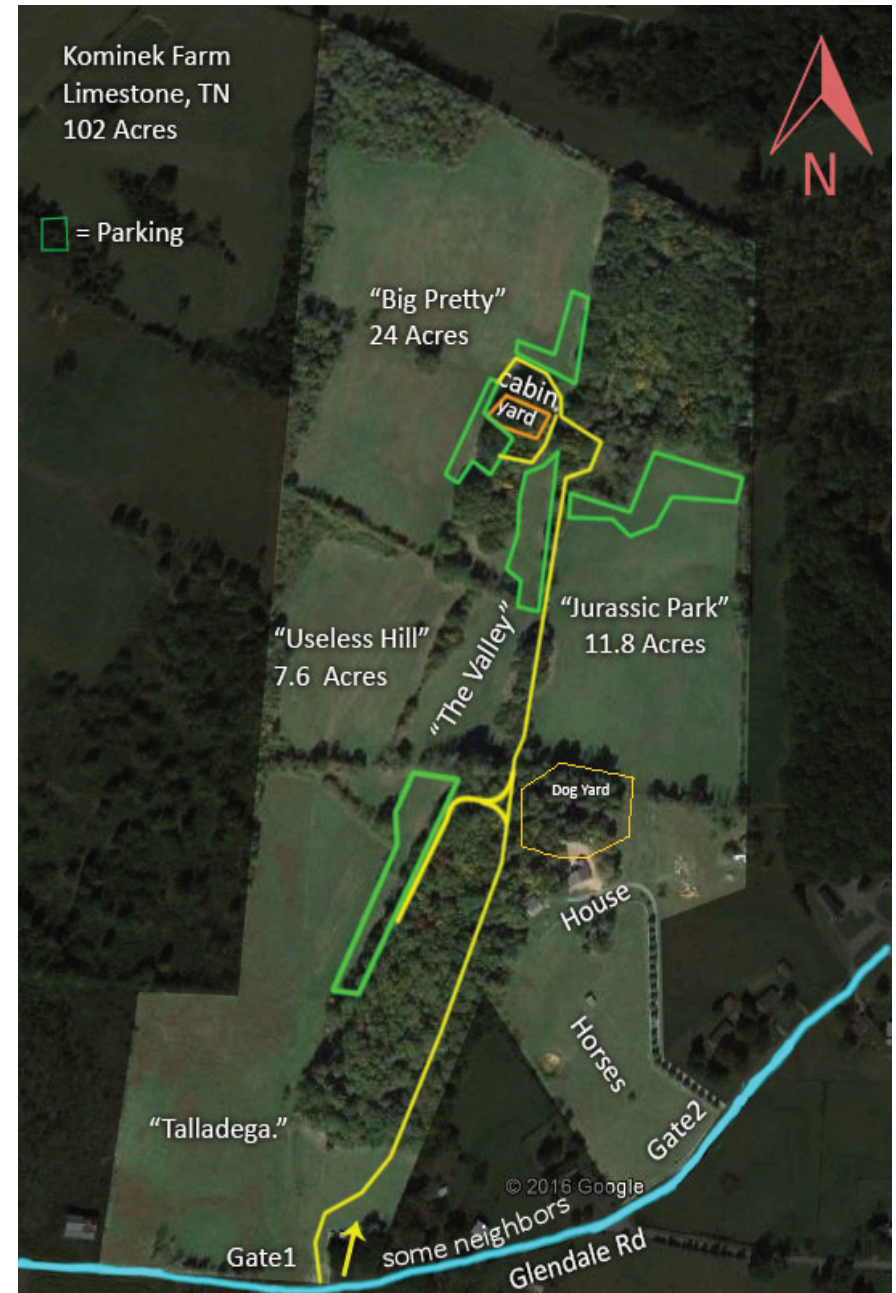 Kominek Farm
Limestone, TN
102 Acres
N
= Parking
“Big Pretty”
24 Acres
cabin
yard
“Jurassic Park”
11.8 Acres
“Useless Hill”
7.6 Acres
“The Valley”
Dog Yard
House
Horses
“Talladega.”
Gate2
© 2016 Google
some neighbors
Gate1
Glendale Rd